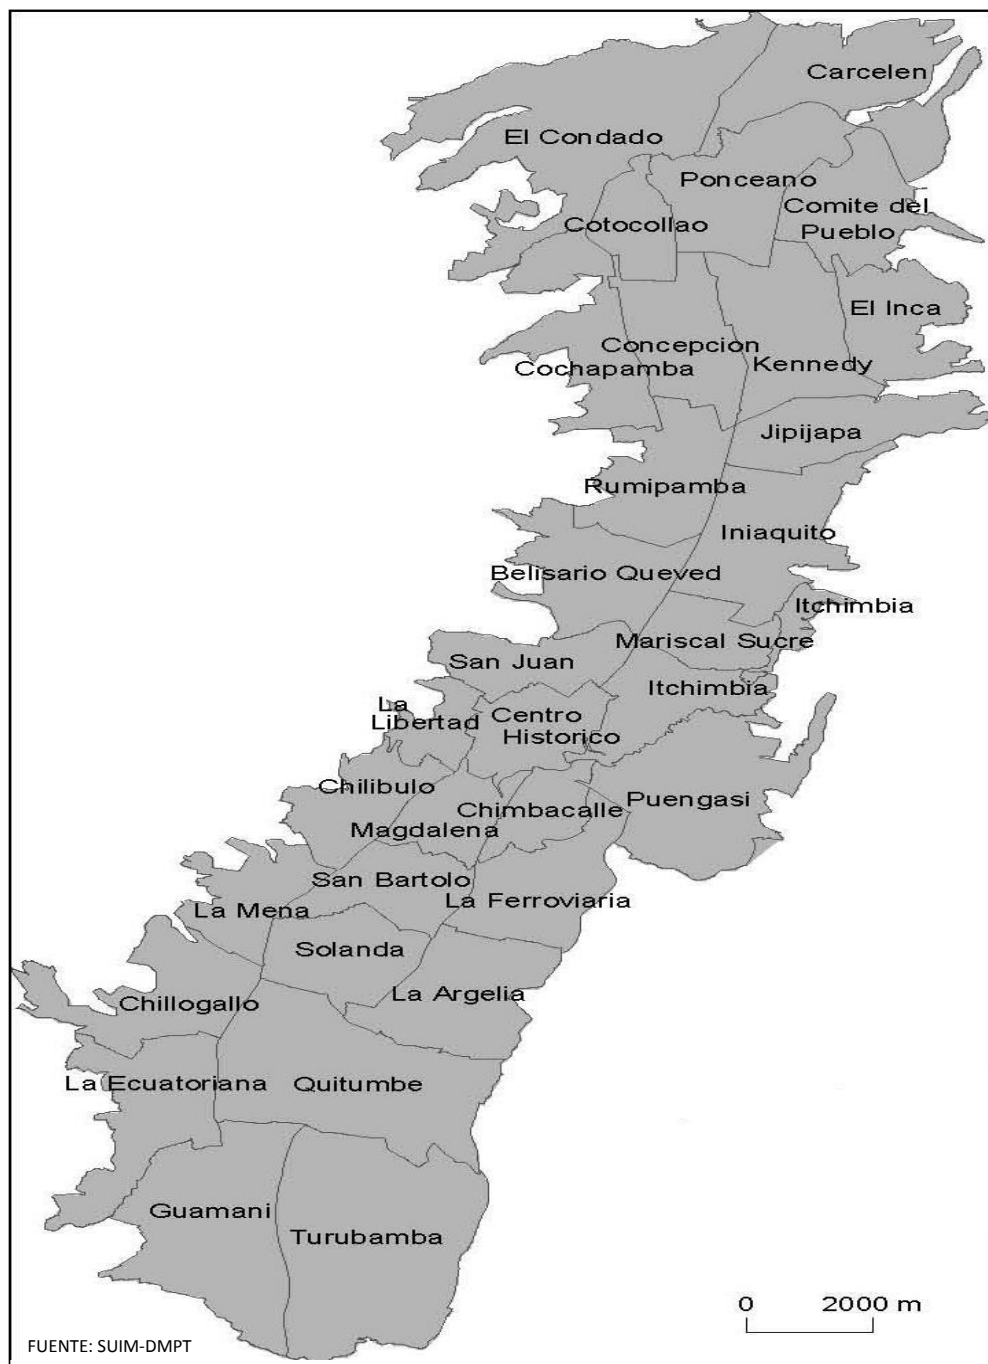 Carcelen
El Condado
Ponceano
Comite del
Pueblo
Cotocollao
El Inca
Concepcion
Kennedy
Cochapamba
Jipijapa
Rumipamba
Iniaquito
Belisario Queved
Itchimbia
Mariscal Sucre
San Juan
Itchimbia
La
Libertad
Centro
Historico
Chilibulo
Puengasi
Chimbacalle
Magdalena
San Bartolo
La Ferroviaria
La Mena
Solanda
La Argelia
Chillogallo
La Ecuatoriana
Quitumbe
Guamani
Turubamba
0 2000 m
FUENTE: SUIM-DMPT